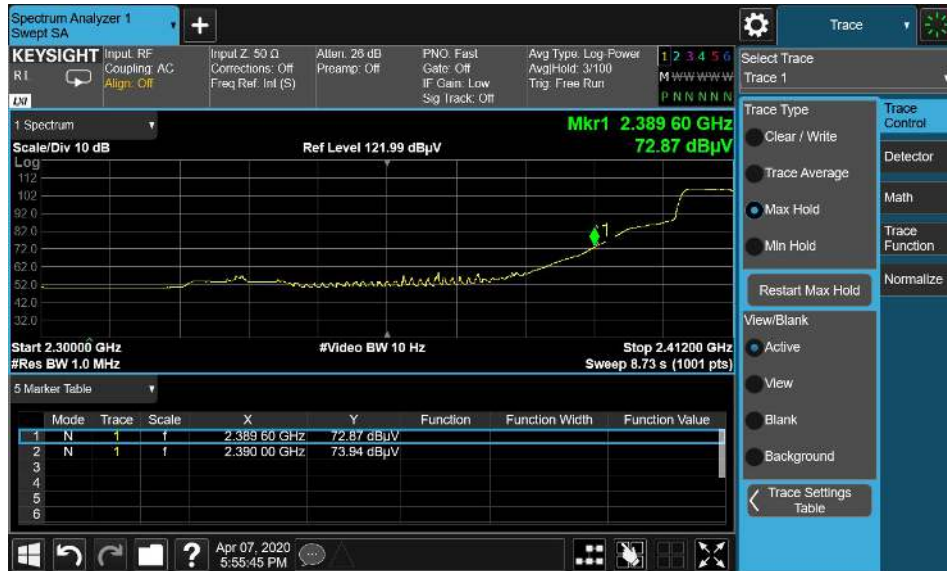 Spectrum Analyzer 1
Swept SA
+
Trace
KEYSIGHT Input: RF
Coupling: AC
Align: Off
RL
LXI
Input Z: 50 Ω
Corrections: Off
Freq Ref: Int (S)
Atten: 26 dB
Preamp: Off
PNO: Fast
Gate: Off
IF Gain: Low
Sig Track: Off
Avg Type: Log-Power
Avg|Hold: 3/100
Trig: Free Run
1 2 3 4 5 6
M W W W W W
P N N N N N
Select Trace
Trace 1
1 Spectrum
Mkr1 2.389 60 GHz
Scale/Div 10 dB
Ref Level 121.99 dBµV
72.87 dBµV
Log
112
102
92.0
82.0
72.0
62.0
52.0
42.0
32.0
1
Start 2.30000 GHz
#Video BW 10 Hz
Stop 2.41200 GHz
#Res BW 1.0 MHz
Sweep 8.73 s (1001 pts)
5 Marker Table
Mode Trace Scale X Y Function Function Width Function Value
1 N 1 f 2.389 60 GHz 72.87 dBµV
2 N 1 f 2.390 00 GHz 73.94 dBµV
3
4
5
6
Trace Type
Clear / Write
Trace Average
Max Hold
Min Hold
Restart Max Hold
View/Blank
Active
View
Blank
Background
Trace Settings
Table
Trace
Control
Detector
Math
Trace
Function
Normalize
?
Apr 07, 2020
5:55:45 PM